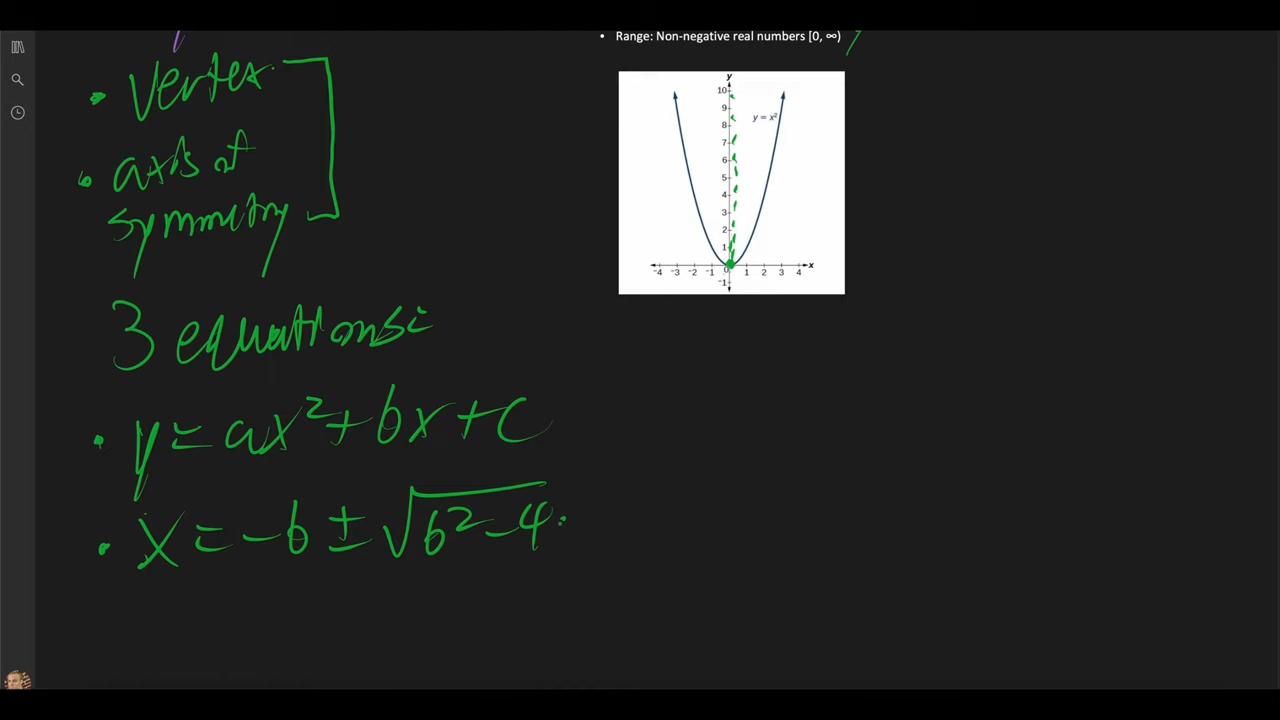 • Range: Non-negative real numbers [0, ∞)
• Vertex
• axis of
symmetry
3 equations:
• y = ax² + bx + c
• x = -b ± √b² - 4
y
10
9
8
7
6
5
4
3
2
1
0
-1
y = x²
-4 -3 -2 -1 1 2 3 4 x